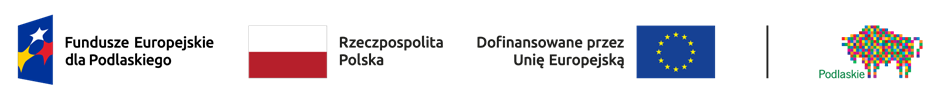 Fundusze Europejskie
dla Podlaskiego
Rzeczpospolita
Polska
Dofinansowane przez
Unię Europejską
Podlaskie